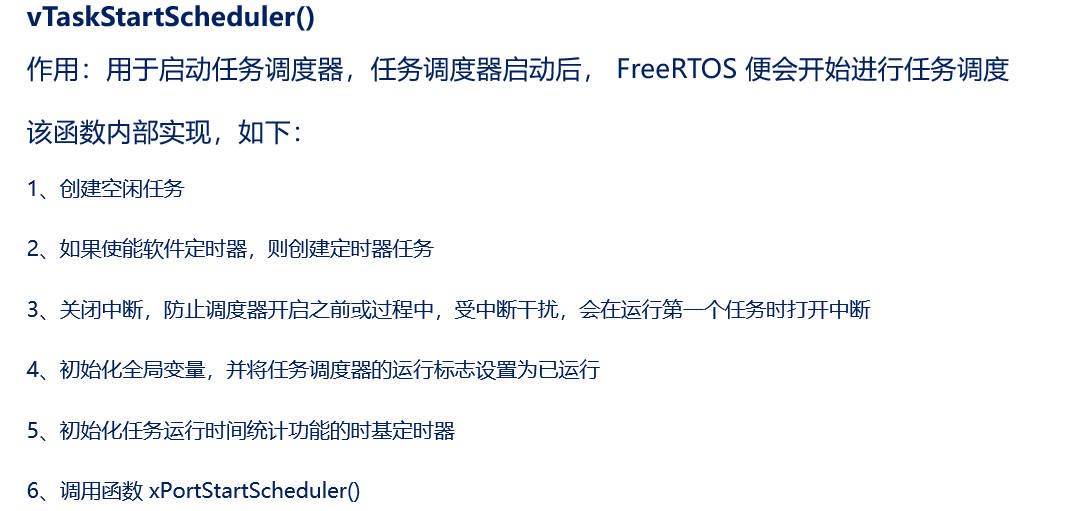 vTaskStartScheduler()
作用：用于启动任务调度器，任务调度器启动后， FreeRTOS 便会开始进行任务调度
该函数内部实现，如下：
1、创建空闲任务
2、如果使能软件定时器，则创建定时器任务
3、关闭中断，防止调度器开启之前或过程中，受中断干扰，会在运行第一个任务时打开中断
4、初始化全局变量，并将任务调度器的运行标志设置为已运行
5、初始化任务运行时间统计功能的时基定时器
6、调用函数 xPortStartScheduler()